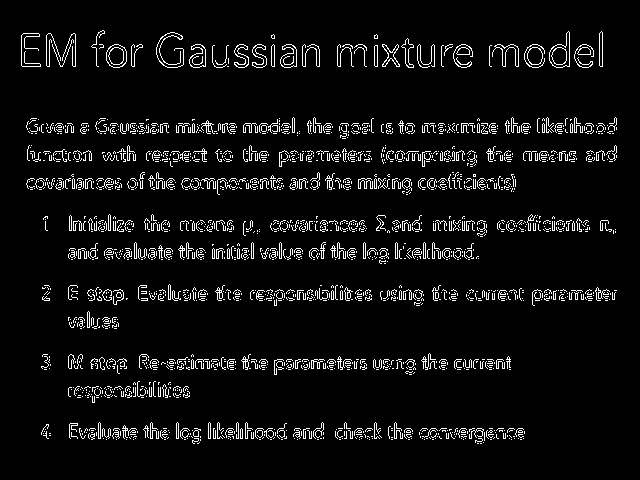 EM for Gaussian mixture model
Given a Gaussian mixture model, the goal is to maximize the likelihood
function with respect to the parameters (comprising the means and
covariances of the components and the mixing coefficients)
1 Initialize the means μ, covariances Σ and mixing coefficients π,
and evaluate the initial value of the log likelihood.
2 E step. Evaluate the responsibilities using the current parameter
values
3 M step Re-estimate the parameters using the current
responsibilities
4 Evaluate the log likelihood and check the convergence